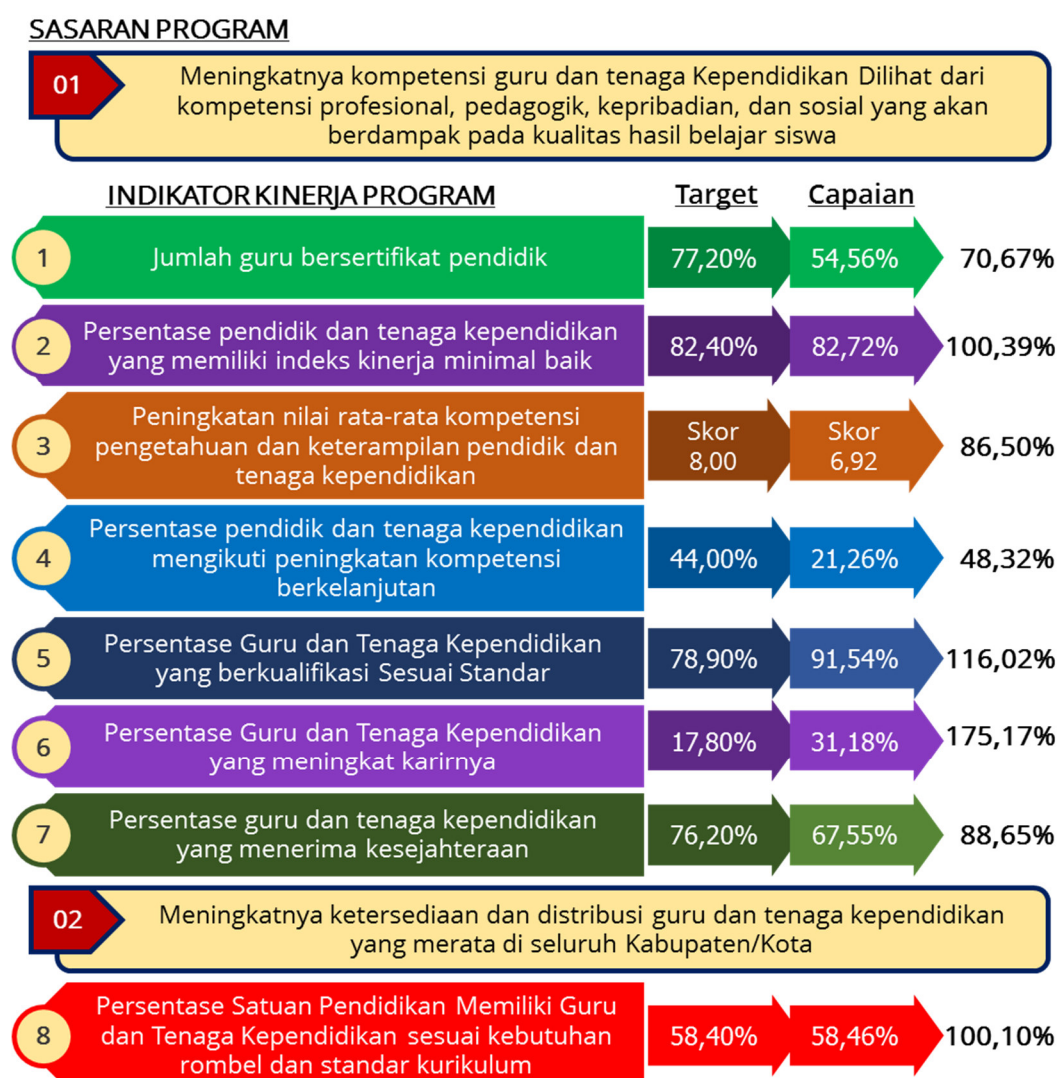 SASARAN PROGRAM
01
Meningkatnya kompetensi guru dan tenaga Kependidikan Dilihat dari
kompetensi profesional, pedagogik, kepribadian, dan sosial yang akan
berdampak pada kualitas hasil belajar siswa
INDIKATOR KINERJA PROGRAM Target Capaian
1 Jumlah guru bersertifikat pendidik 77,20% 54,56% 70,67%
2
Persentase pendidik dan tenaga kependidikan
yang memiliki indeks kinerja minimal baik
82,40% 82,72% 100,39%
3
Peningkatan nilai rata-rata kompetensi
pengetahuan dan keterampilan pendidik dan
tenaga kependidikan
Skor
8,00
Skor
6,92
86,50%
4
Persentase pendidik dan tenaga kependidikan
mengikuti peningkatan kompetensi
berkelanjutan
44,00% 21,26% 48,32%
5
Persentase Guru dan Tenaga Kependidikan
yang berkualifikasi Sesuai Standar
78,90% 91,54% 116,02%
6
Persentase Guru dan Tenaga Kependidikan
yang meningkat karirnya
17,80% 31,18% 175,17%
7
Persentase guru dan tenaga kependidikan
yang menerima kesejahteraan
76,20% 67,55% 88,65%
02
Meningkatnya ketersediaan dan distribusi guru dan tenaga kependidikan
yang merata di seluruh Kabupaten/Kota
8
Persentase Satuan Pendidikan Memiliki Guru
dan Tenaga Kependidikan sesuai kebutuhan
rombel dan standar kurikulum
58,40% 58,46% 100,10%